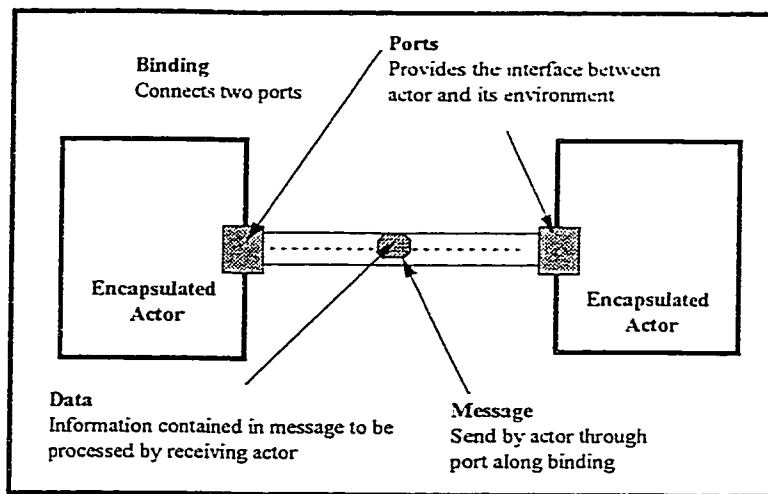 Binding
Connects two ports
Ports
Provides the interface between
actor and its environment
Encapsulated
Actor
Encapsulated
Actor
Data
Information contained in message to be
processed by receiving actor
Message
Send by actor through
port along binding